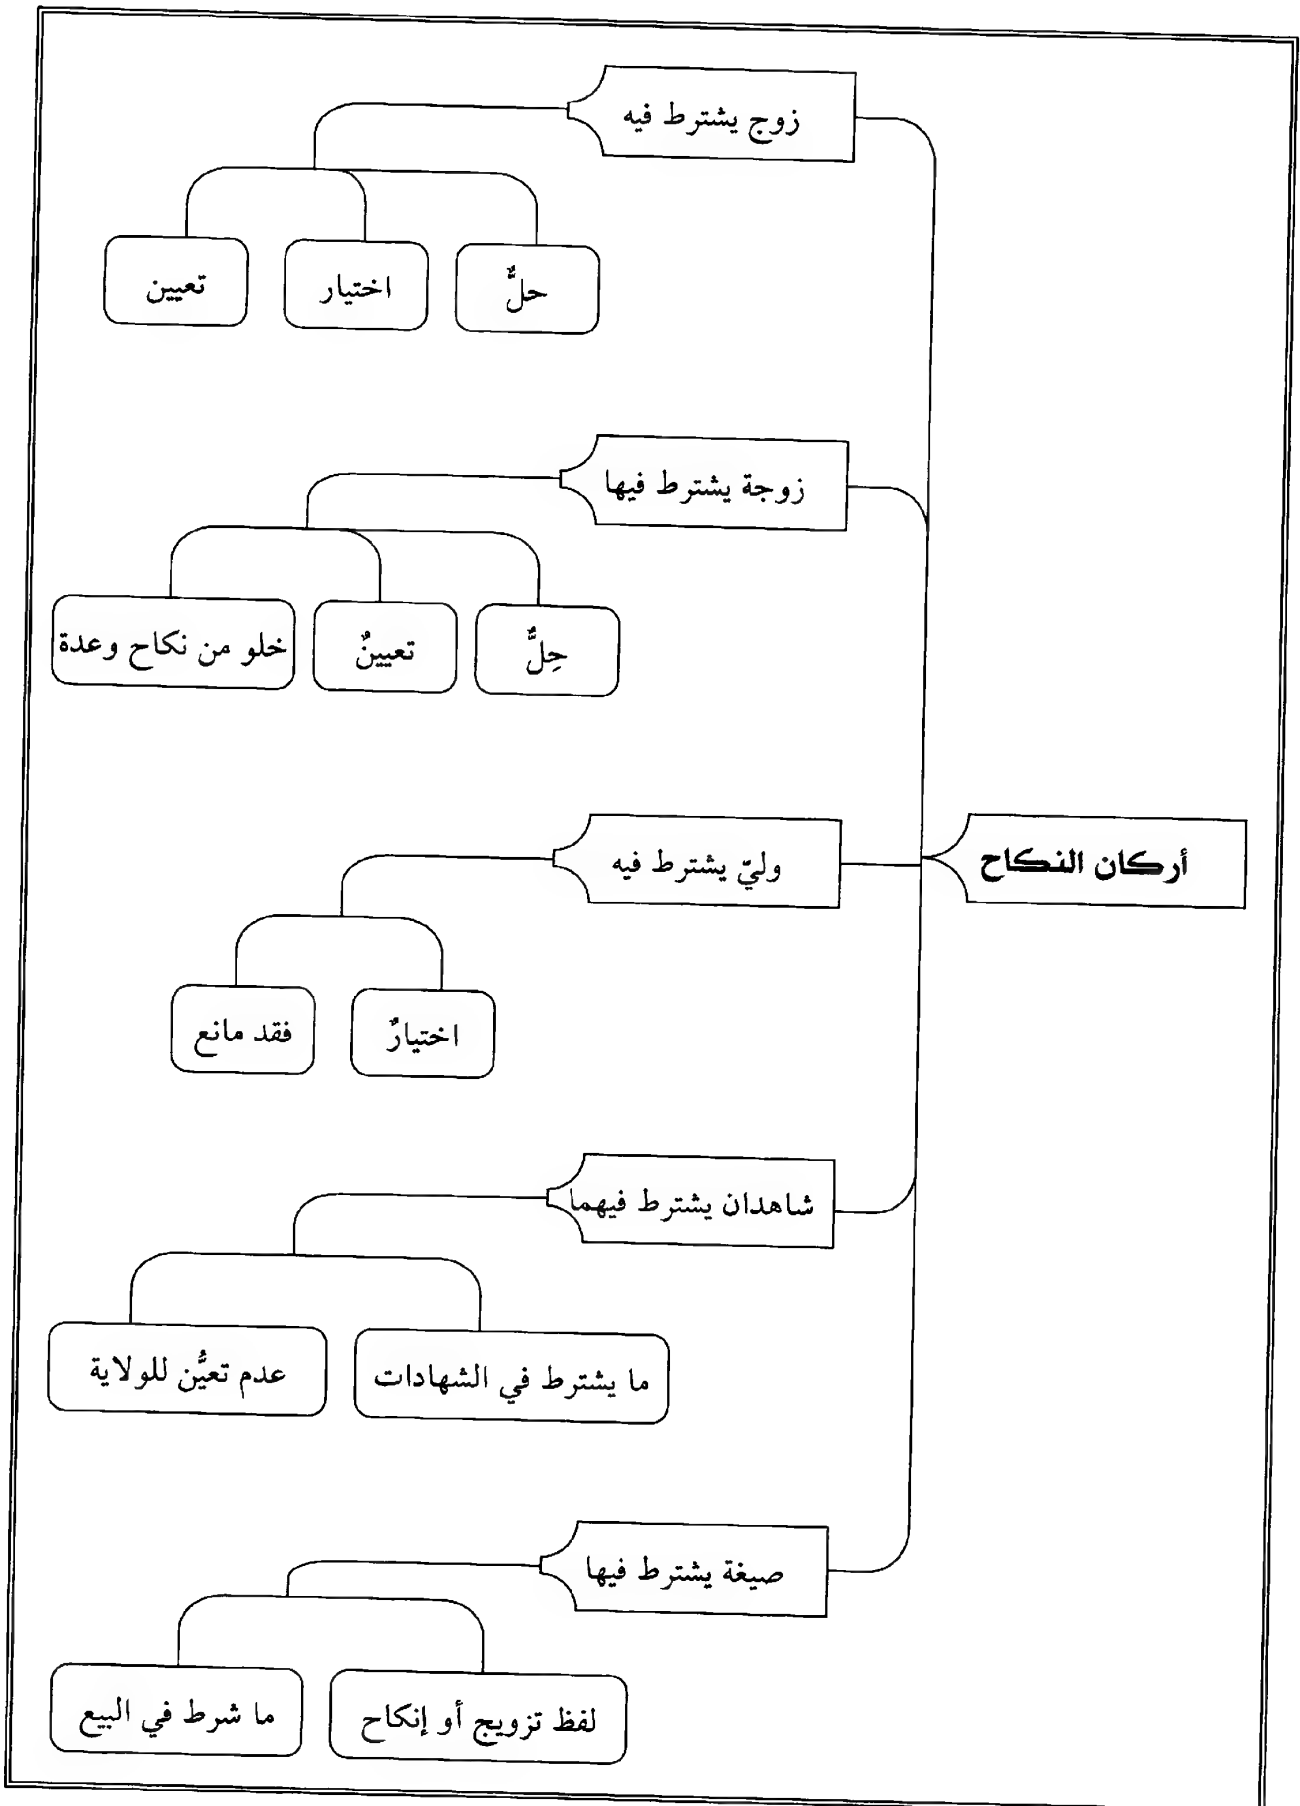 أركان النكاح
زوج يشترط فيه
حلٌّ
اختيار
تعيين
زوجة يشترط فيها
حِلٌّ
تعيينٌ
خلو من نكاح وعدة
وليّ يشترط فيه
اختيارٌ
فقد مانع
شاهدان يشترط فيهما
ما يشترط في الشهادات
عدم تعيُّن للولاية
صيغة يشترط فيها
لفظ تزويج أو إنكاح
ما شرط في البيع